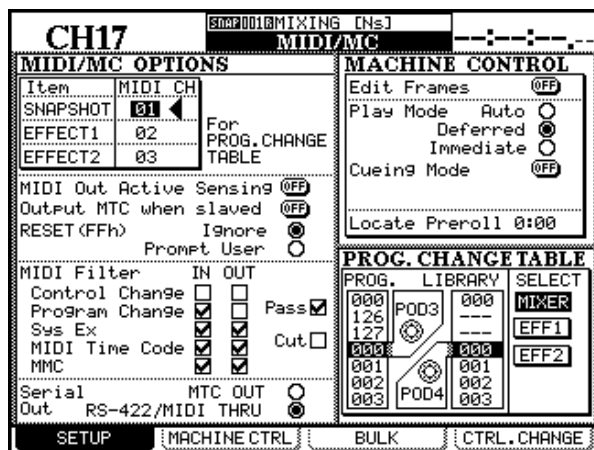 CH17
SNAP001 MIXING [Ns]
MIDI/MC
--:--:--.--
MIDI/MC OPTIONS
Item MIDI CH
SNAPSHOT 01
EFFECT1 02
EFFECT2 03
For
PROG.CHANGE
TABLE
MIDI Out Active Sensing OFF
Output MTC when slaved OFF
RESET(FFh) Ignore
Prompt User
MIDI Filter IN OUT
Control Change
Program Change
Sys Ex
MIDI Time Code
MMC
Pass
Cut
Serial MTC OUT
Out RS-422/MIDI THRU
MACHINE CONTROL
Edit Frames OFF
Play Mode Auto
Deferred
Immediate
Cueing Mode OFF
Locate Preroll 0:00
PROG. CHANGE TABLE
PROG. LIBRARY SELECT
000 POD3 000 MIXER
126 ---
127 --- EFF1
000 000 EFF2
001 001
002 002
003 POD4 003
SETUP MACHINE CTRL BULK CTRL.CHANGE